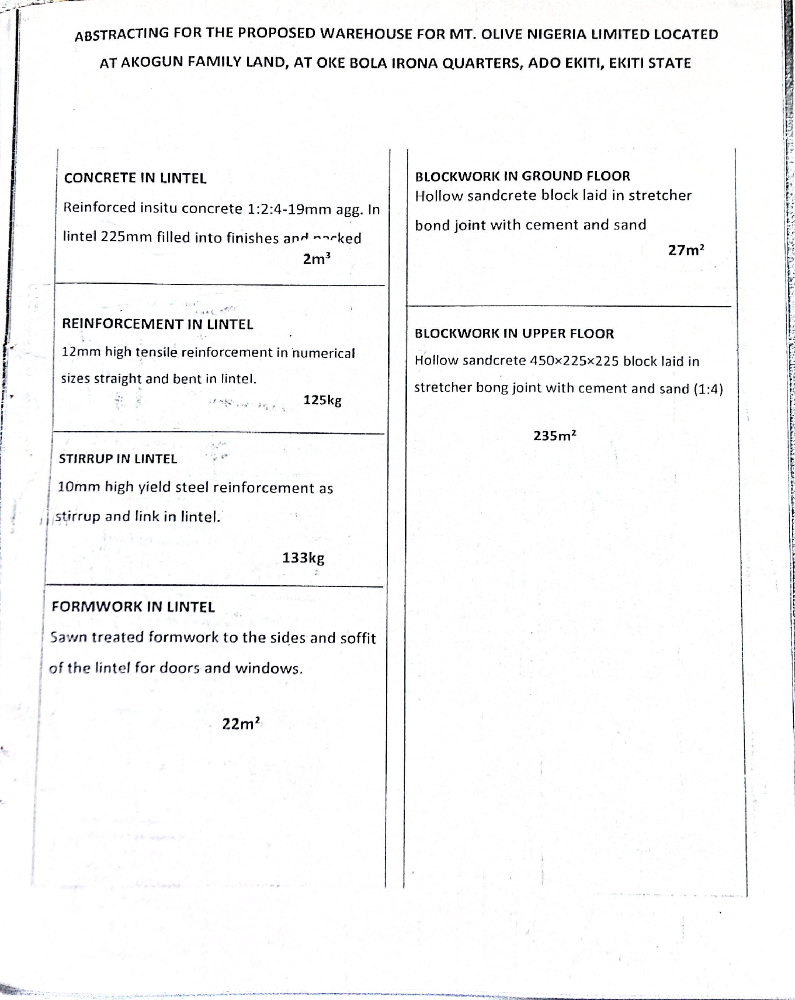 ABSTRACTING FOR THE PROPOSED WAREHOUSE FOR MT. OLIVE NIGERIA LIMITED LOCATED
AT AKOGUN FAMILY LAND, AT OKE BOLA IRONA QUARTERS, ADO EKITI, EKITI STATE
CONCRETE IN LINTEL
Reinforced insitu concrete 1:2:4-19mm agg. In
lintel 225mm filled into finishes and
2m³
REINFORCEMENT IN LINTEL
12mm high tensile reinforcement in numerical
sizes straight and bent in lintel.
125kg
STIRRUP IN LINTEL
10mm high yield steel reinforcement as
stirrup and link in lintel.
133kg
FORMWORK IN LINTEL
Sawn treated formwork to the sides and soffit
of the lintel for doors and windows.
22m²
BLOCKWORK IN GROUND FLOOR
Hollow sandcrete block laid in stretcher
bond joint with cement and sand
27m²
BLOCKWORK IN UPPER FLOOR
Hollow sandcrete 450×225×225 block laid in
stretcher bong joint with cement and sand (1:4)
235m²